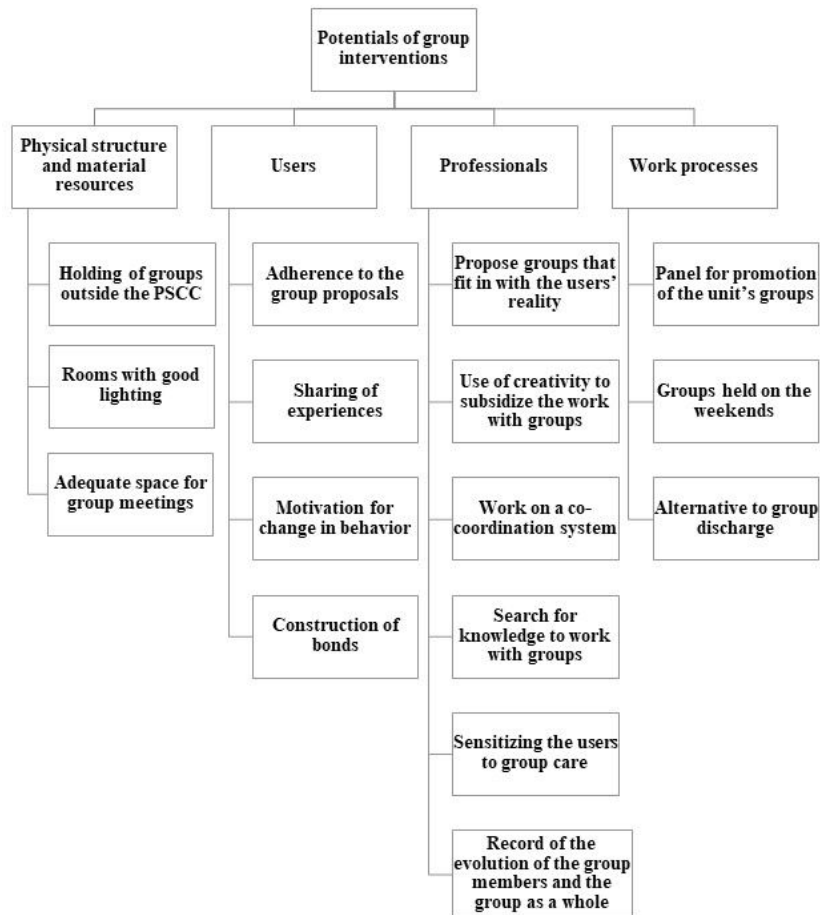 Potentials of group
interventions
Physical structure
and material
resources
Users
Professionals
Work processes
Holding of groups
outside the PSCC
Rooms with good
lighting
Adequate space for
group meetings
Adherence to the
group proposals
Sharing of
experiences
Motivation for
change in behavior
Construction of
bonds
Propose groups that
fit in with the users'
reality
Use of creativity to
subsidize the work
with groups
Work on a co-
coordination system
Search for
knowledge to work
with groups
Sensitizing the users
to group care
Record of the
evolution of the group
members and the
group as a whole
Panel for promotion
of the unit's groups
Groups held on the
weekends
Alternative to group
discharge